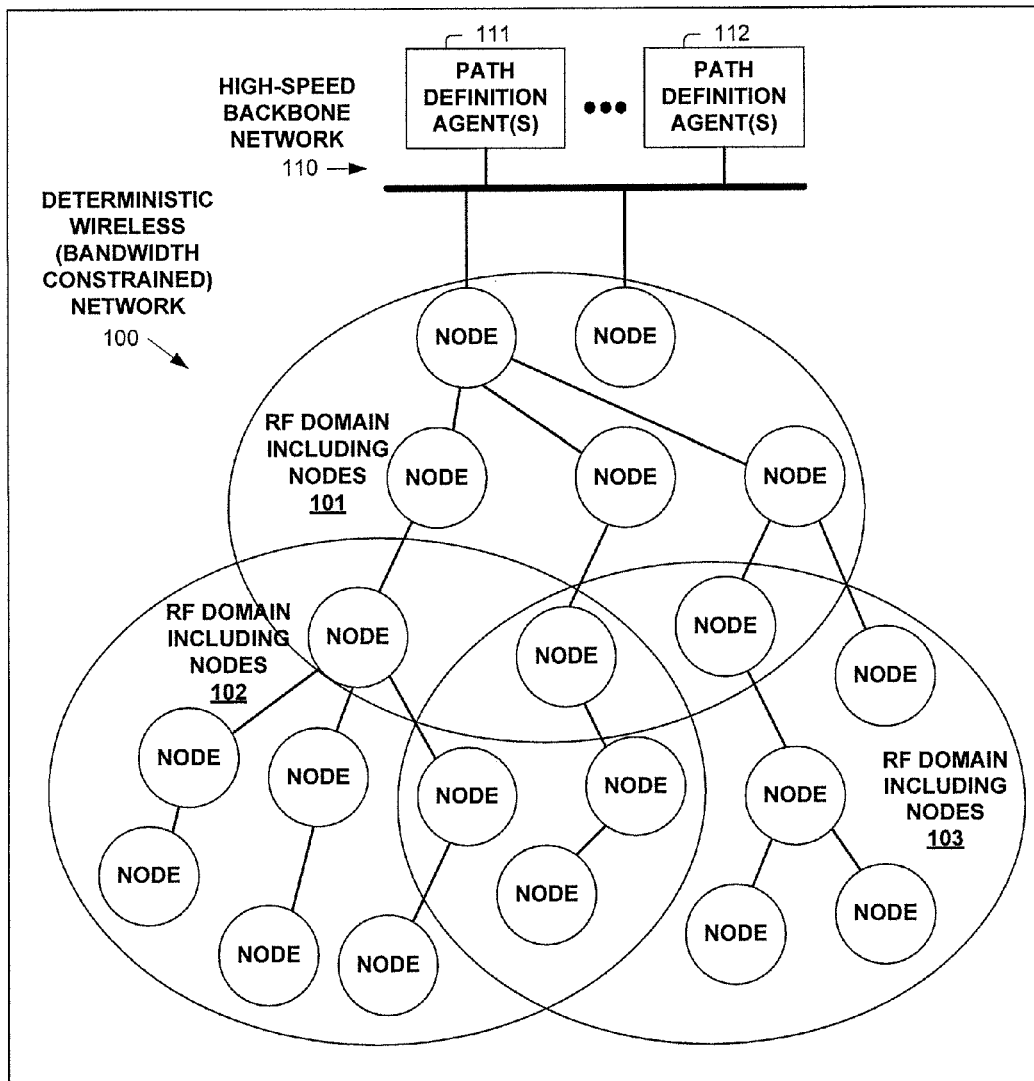 111
112
PATH
DEFINITION
AGENT(S)
PATH
DEFINITION
AGENT(S)
HIGH-SPEED
BACKBONE
NETWORK
110
DETERMINISTIC
WIRELESS
(BANDWIDTH
CONSTRAINED)
NETWORK
100
NODE
NODE
RF DOMAIN
INCLUDING
NODES
101
NODE
NODE
NODE
RF DOMAIN
INCLUDING
NODES
102
NODE
NODE
NODE
NODE
NODE
NODE
NODE
NODE
NODE
RF DOMAIN
INCLUDING
NODES
103
NODE
NODE
NODE
NODE
NODE
NODE